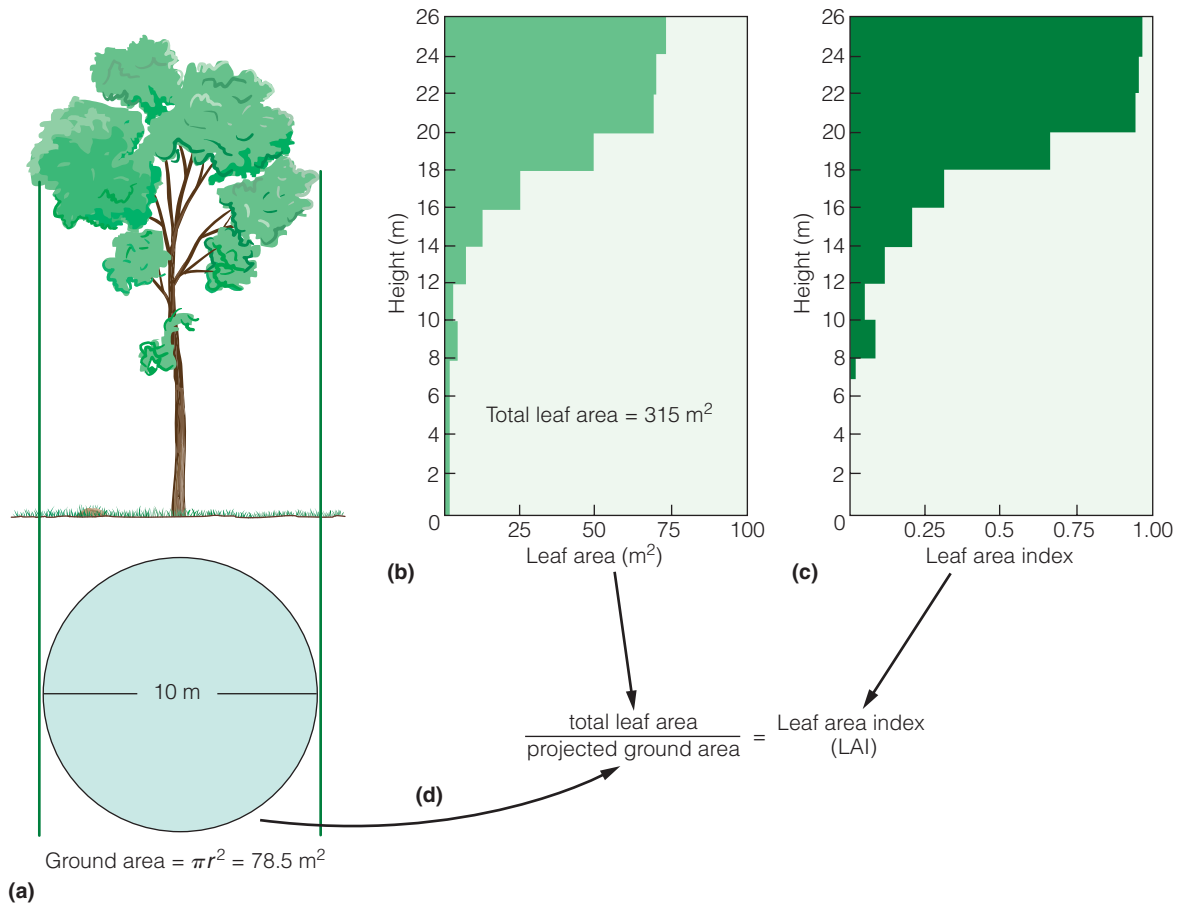 10 m
Ground area = πr² = 78.5 m²
(a)
Height (m)
26
24
22
20
18
16
14
12
10
8
6
4
2
0
Total leaf area = 315 m²
25
50
75
100
Leaf area (m²)
(b)
Height (m)
26
24
22
20
18
16
14
12
10
8
6
4
2
0
0.25
0.5
0.75
1.00
Leaf area index
(c)
total leaf area
projected ground area
=
Leaf area index
(LAI)
(d)